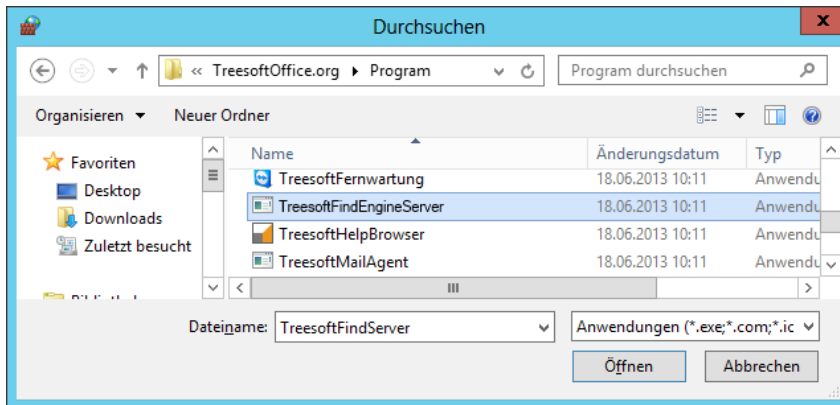 Durchsuchen
x
« TreesoftOffice.org Program
Program durchsuchen
Organisieren
Neuer Ordner
Favoriten
Desktop
Downloads
Zuletzt besucht
Name Änderungsdatum Typ
TreesoftFernwartung 18.06.2013 10:11 Anwendu
TreesoftFindEngineServer 18.06.2013 10:11 Anwendu
TreesoftHelpBrowser 18.06.2013 10:11 Anwendu
TreesoftMailAgent 18.06.2013 10:11 Anwendu
Dateiname: TreesoftFindServer Anwendungen (*.exe;*.com;*.ic
Öffnen Abbrechen